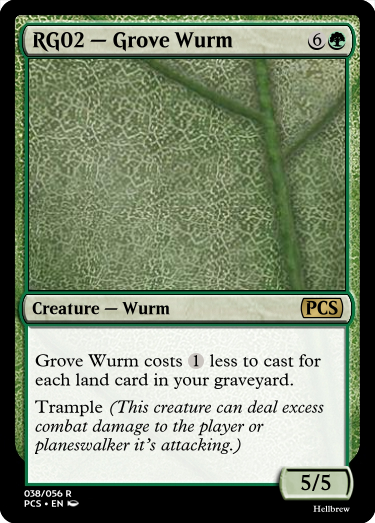 RG02 — Grove Wurm 6
Creature — Wurm PCS
Grove Wurm costs 1 less to cast for
each land card in your graveyard.
Trample (This creature can deal excess
combat damage to the player or
planeswalker it's attacking.)
5/5
038/056 R
PCS • EN
Hellbrew